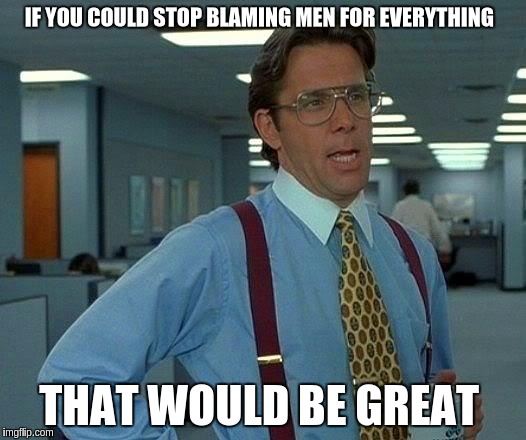 IF YOU COULD STOP BLAMING MEN FOR EVERYTHING
THAT WOULD BE GREAT
imgflip.com